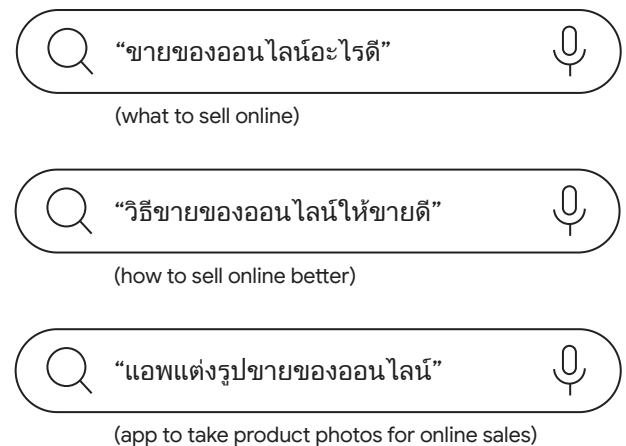 “ขายของออนไลน์อะไรดี”
(what to sell online)
“วิธีขายของออนไลน์ให้ขายดี”
(how to sell online better)
“แอพแต่งรูปขายของออนไลน์”
(app to take product photos for online sales)